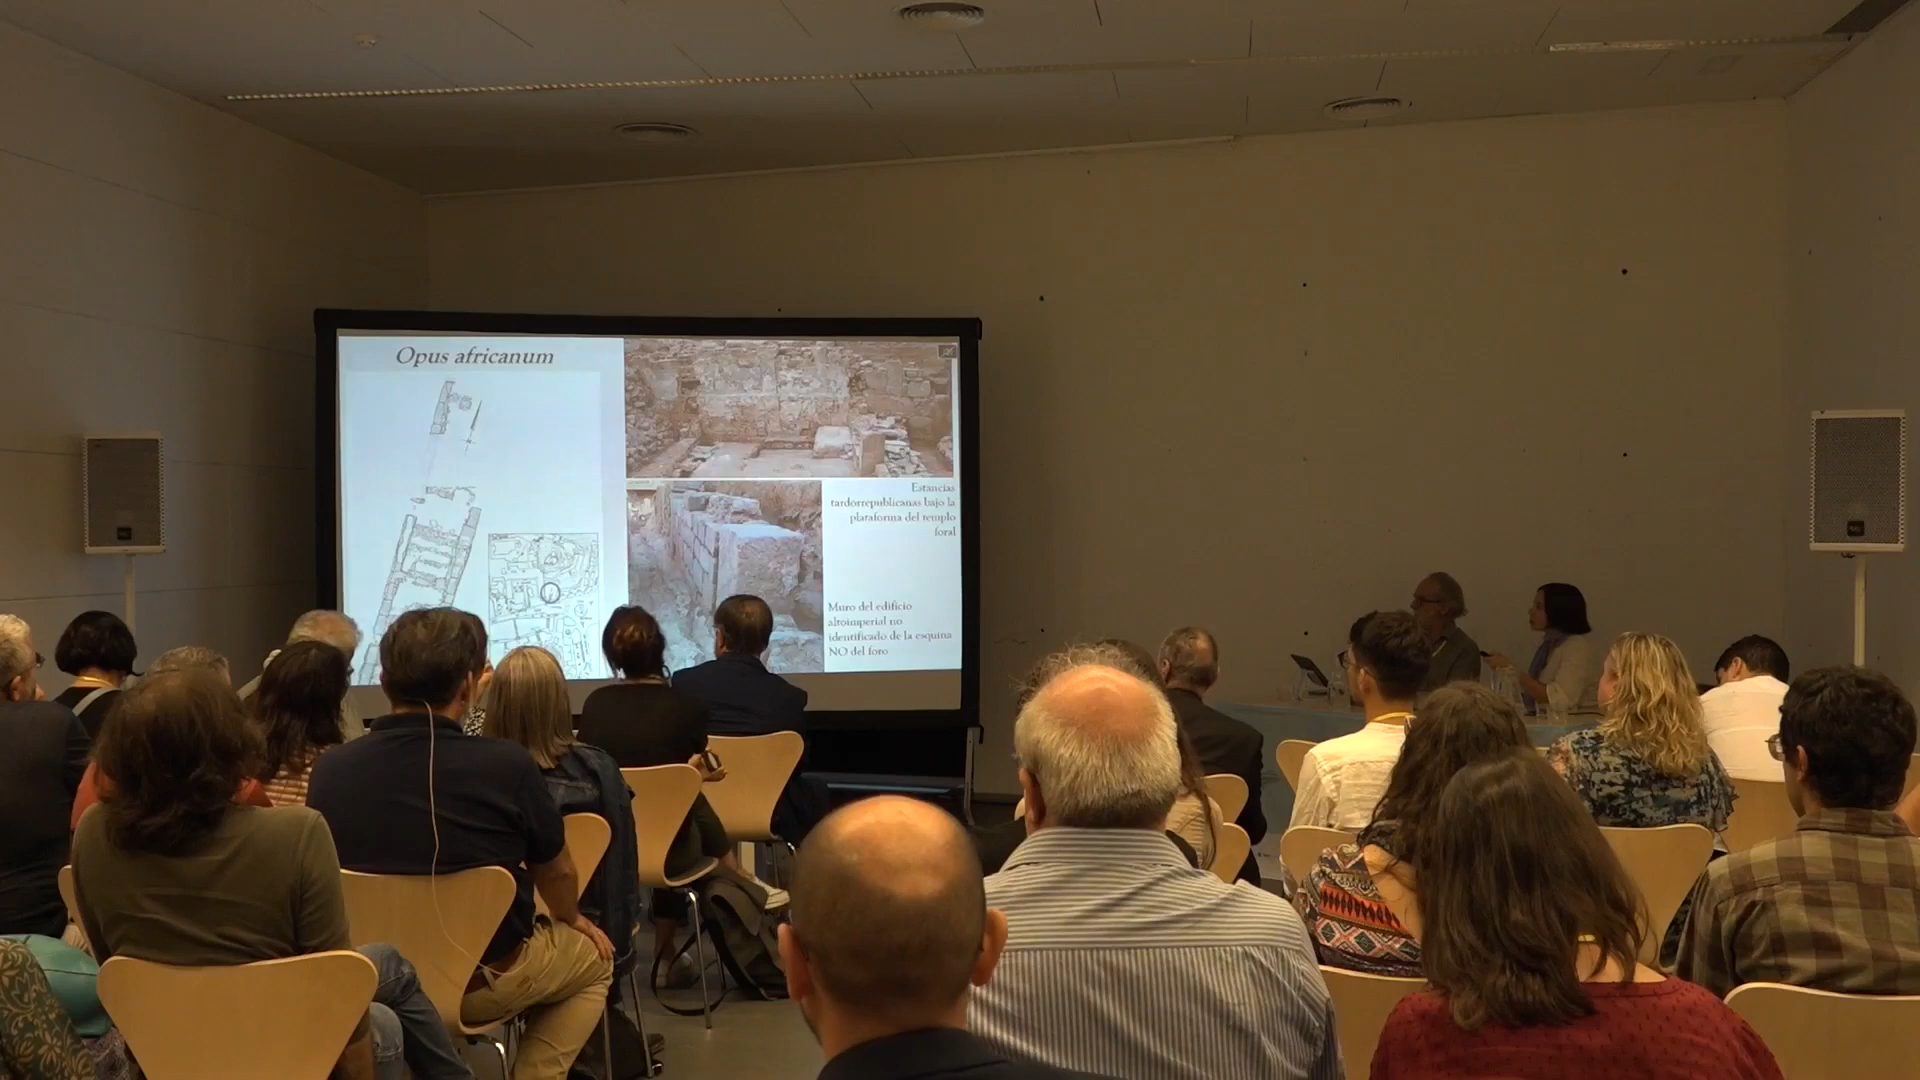 Opus africanum
Estancias
tardorrepublicanas bajo la
plataforma del templo
foral
Muro del edificio
altoimperial no
identificado de la esquina
NO del foro